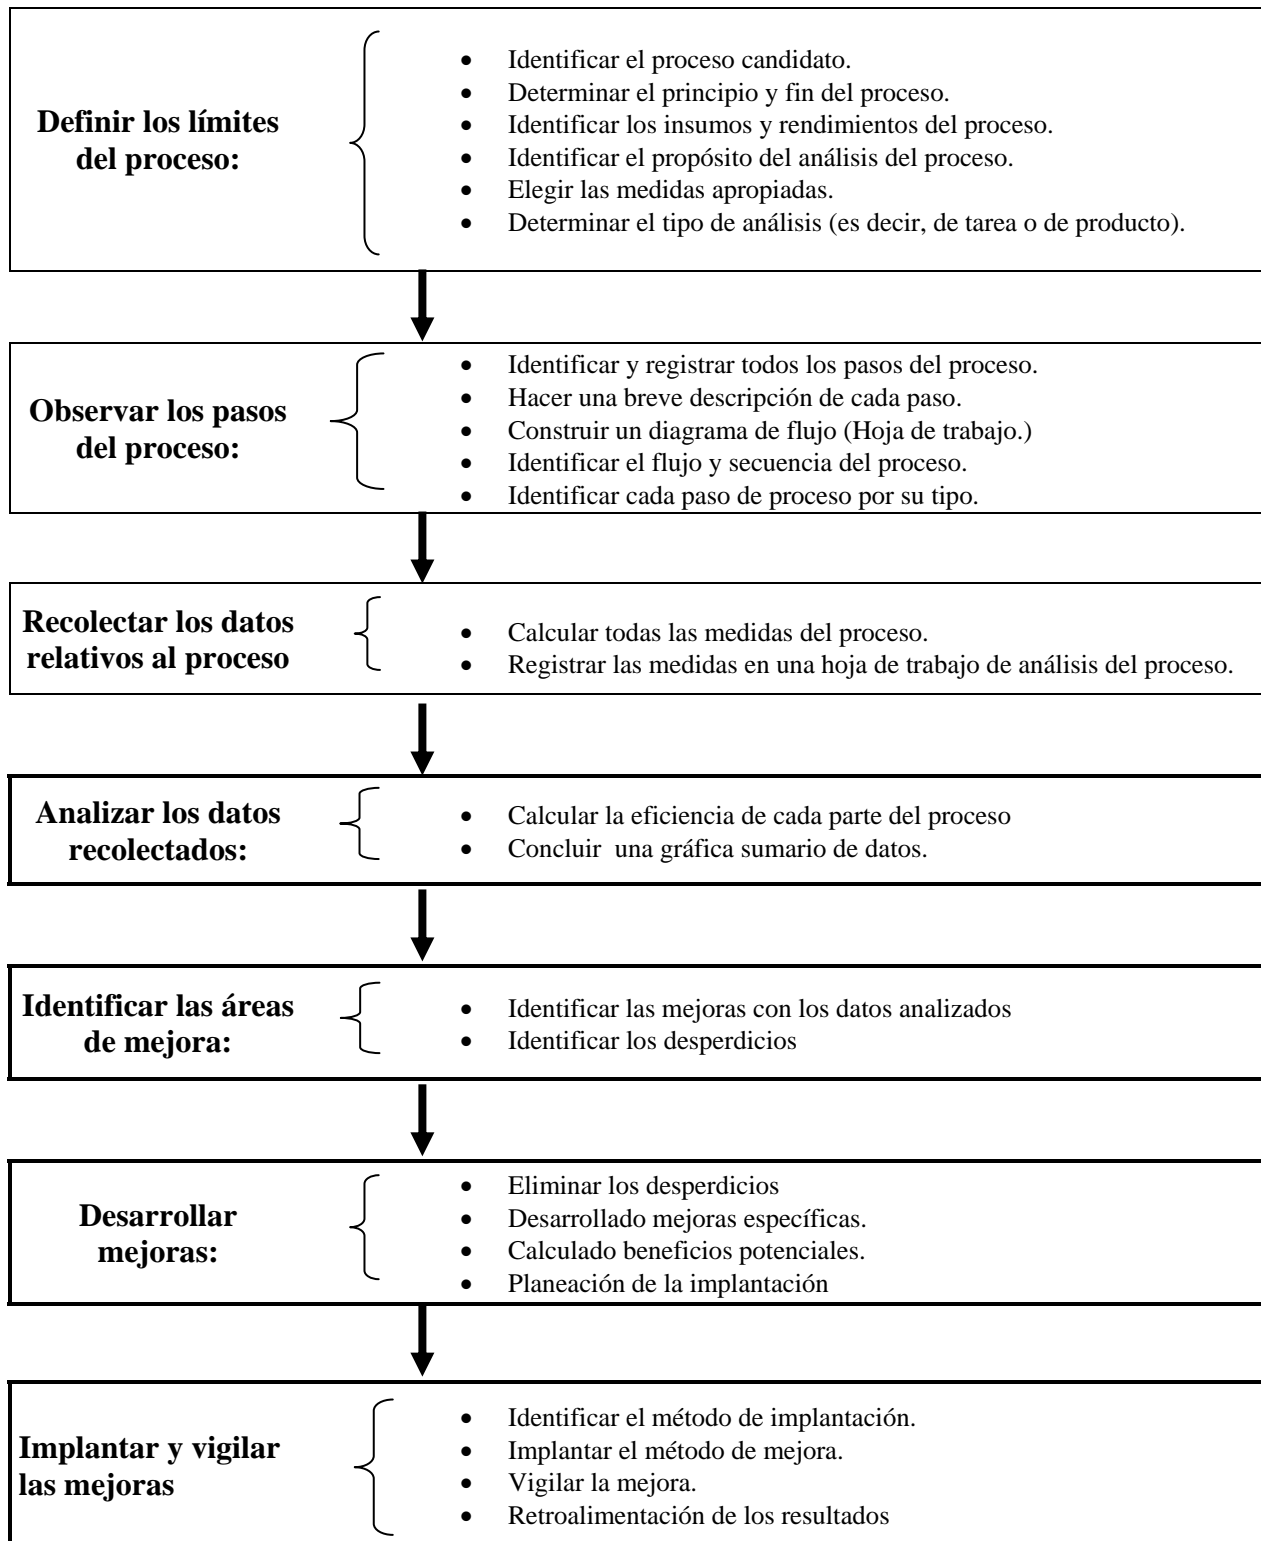 Definir los límites
del proceso:
• Identificar el proceso candidato.
• Determinar el principio y fin del proceso.
• Identificar los insumos y rendimientos del proceso.
• Identificar el propósito del análisis del proceso.
• Elegir las medidas apropiadas.
• Determinar el tipo de análisis (es decir, de tarea o de producto).
Observar los pasos
del proceso:
• Identificar y registrar todos los pasos del proceso.
• Hacer una breve descripción de cada paso.
• Construir un diagrama de flujo (Hoja de trabajo.)
• Identificar el flujo y secuencia del proceso.
• Identificar cada paso de proceso por su tipo.
Recolectar los datos
relativos al proceso
• Calcular todas las medidas del proceso.
• Registrar las medidas en una hoja de trabajo de análisis del proceso.
Analizar los datos
recolectados:
• Calcular la eficiencia de cada parte del proceso
• Concluir  una gráfica sumario de datos.
Identificar las áreas
de mejora:
• Identificar las mejoras con los datos analizados
• Identificar los desperdicios
Desarrollar
mejoras:
• Eliminar los desperdicios
• Desarrollado mejoras específicas.
• Calculado beneficios potenciales.
• Planeación de la implantación
Implantar y vigilar
las mejoras
• Identificar el método de implantación.
• Implantar el método de mejora.
• Vigilar la mejora.
• Retroalimentación de los resultados